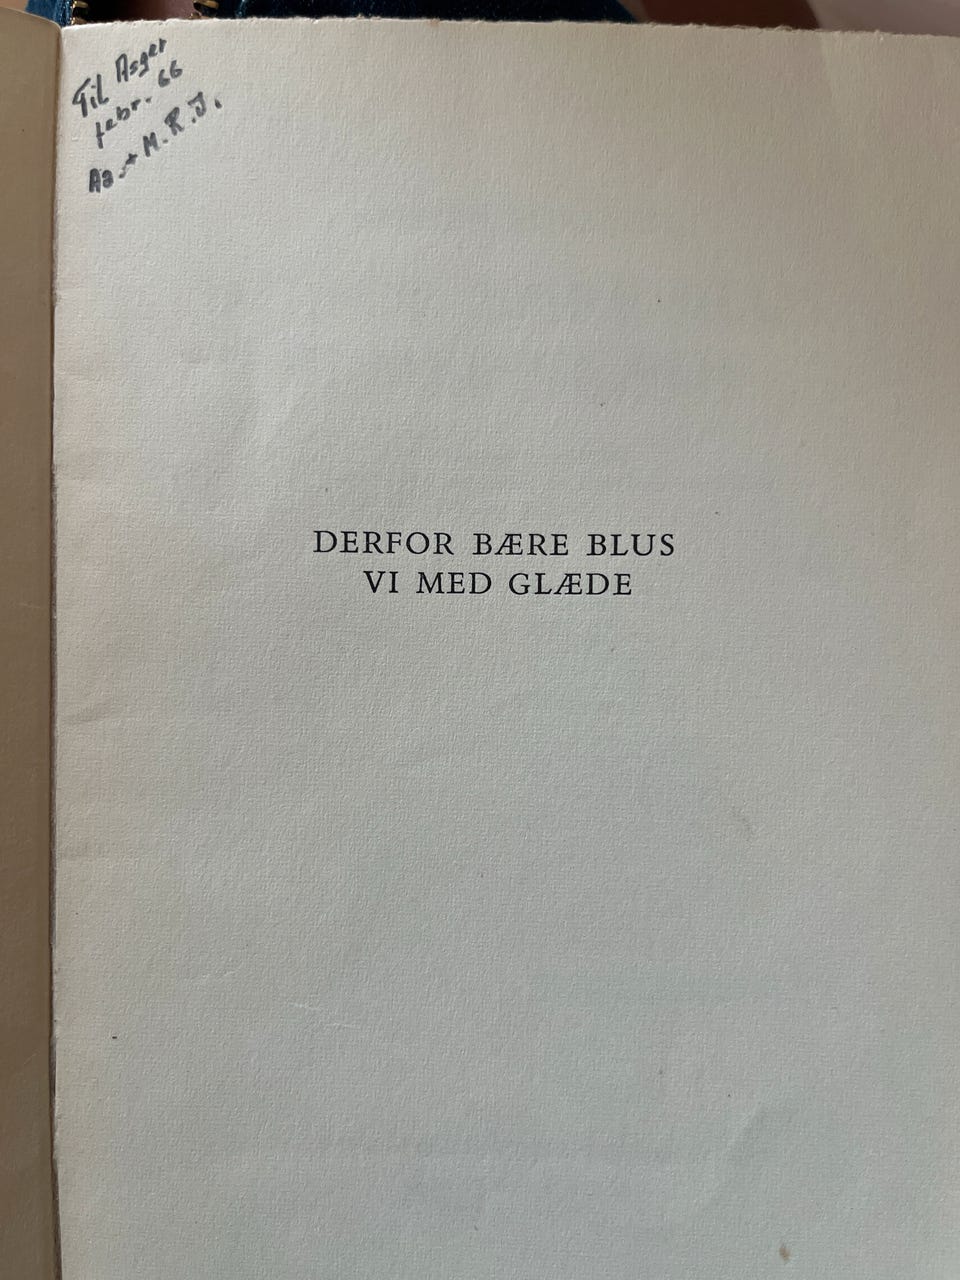 Til Asger
febr. 66
Aa. + M. R. J.
DERFOR BÆRE BLUS
VI MED GLÆDE